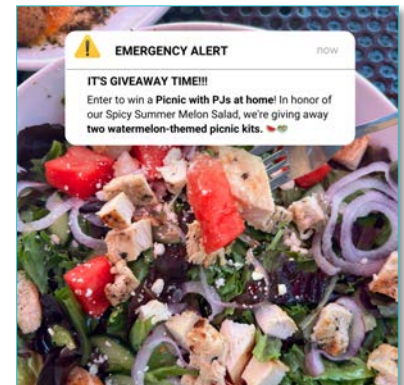 EMERGENCY ALERT now
IT'S GIVEAWAY TIME!!!
Enter to win a Picnic with PJs at home! In honor of
our Spicy Summer Melon Salad, we're giving away
two watermelon-themed picnic kits. 🍉🥗